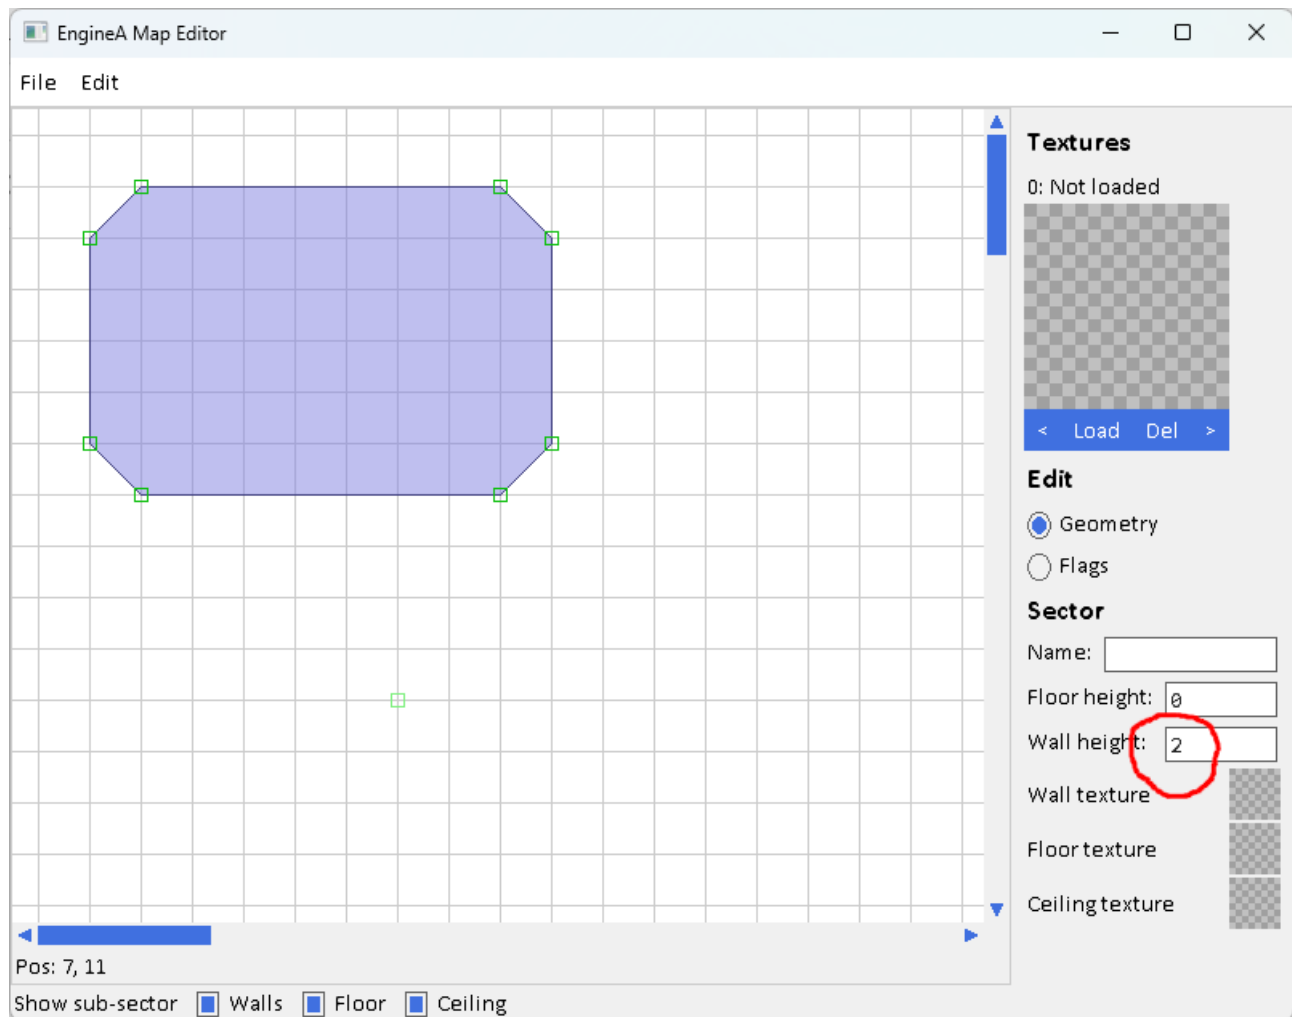 EngineA Map Editor
File Edit
Textures
0: Not loaded
< Load Del >
Edit
Geometry
Flags
Sector
Name:
Floor height: 0
Wall height: 2
Wall texture
Floor texture
Ceiling texture
Pos: 7, 11
Show sub-sector Walls Floor Ceiling